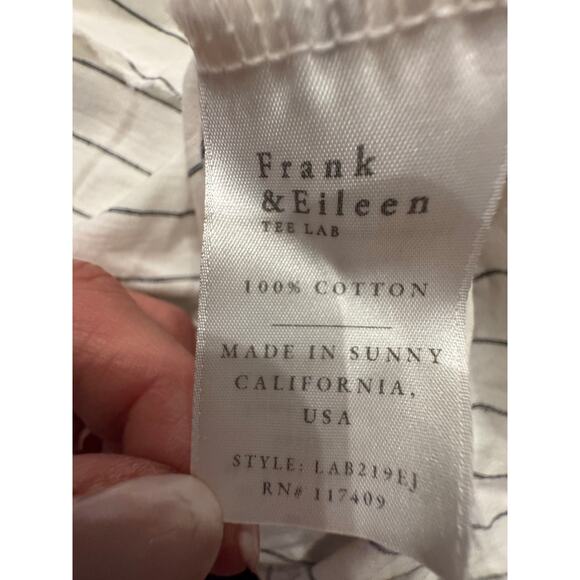 Frank
&Eileen
TEE LAB
100% COTTON
MADE IN SUNNY
CALIFORNIA,
USA
STYLE: LAB219EJ
RN# 117409